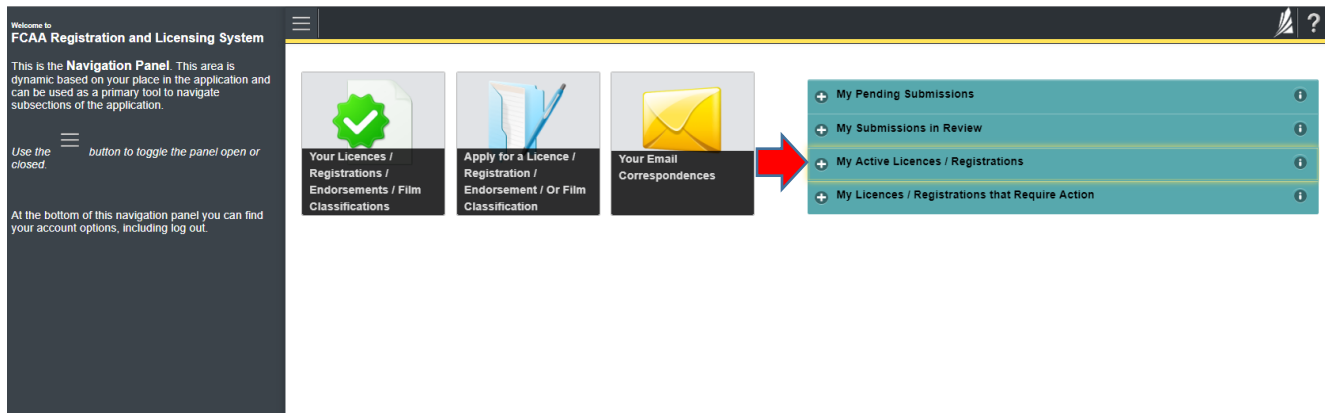 Welcome to
FCAA Registration and Licensing System
This is the Navigation Panel. This area is
dynamic based on your place in the application and
can be used as a primary tool to navigate
subsections of the application.
Use the button to toggle the panel open or
closed.
At the bottom of this navigation panel you can find
your account options, including log out.
?
Your Licences /
Registrations /
Endorsements / Film
Classifications
Apply for a Licence /
Registration /
Endorsement / Or Film
Classification
Your Email
Correspondences
My Pending Submissions
My Submissions in Review
My Active Licences / Registrations
My Licences / Registrations that Require Action